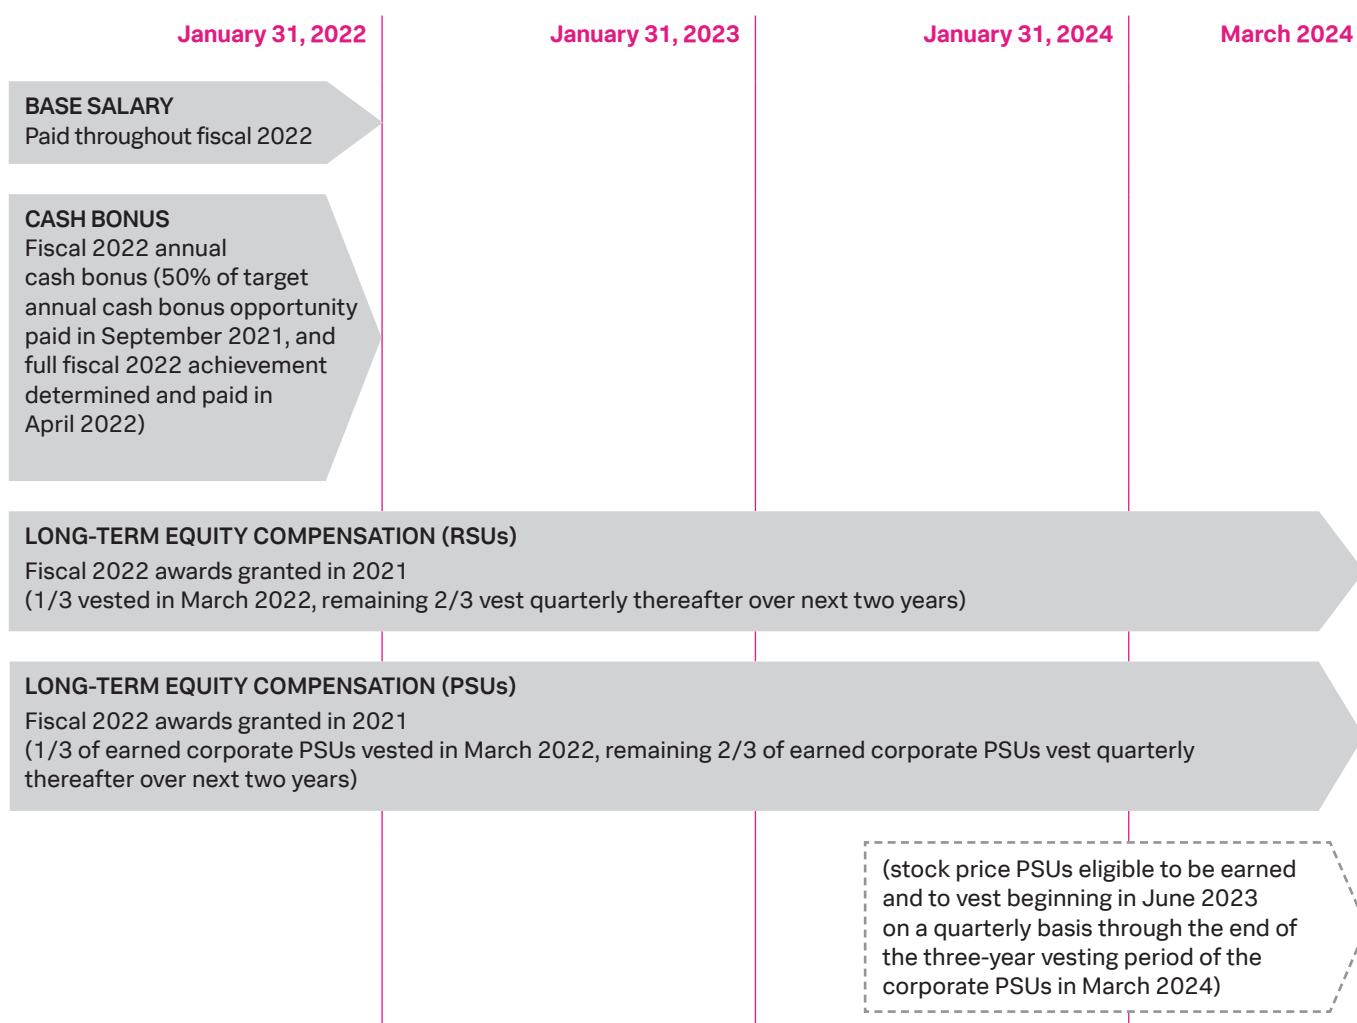 January 31, 2022
January 31, 2023
January 31, 2024
March 2024
BASE SALARY
Paid throughout fiscal 2022
CASH BONUS
Fiscal 2022 annual
cash bonus (50% of target
annual cash bonus opportunity
paid in September 2021, and
full fiscal 2022 achievement
determined and paid in
April 2022)
LONG-TERM EQUITY COMPENSATION (RSUs)
Fiscal 2022 awards granted in 2021
(1/3 vested in March 2022, remaining 2/3 vest quarterly thereafter over next two years)
LONG-TERM EQUITY COMPENSATION (PSUs)
Fiscal 2022 awards granted in 2021
(1/3 of earned corporate PSUs vested in March 2022, remaining 2/3 of earned corporate PSUs vest quarterly
thereafter over next two years)
(stock price PSUs eligible to be earned
and to vest beginning in June 2023
on a quarterly basis through the end of
the three-year vesting period of the
corporate PSUs in March 2024)